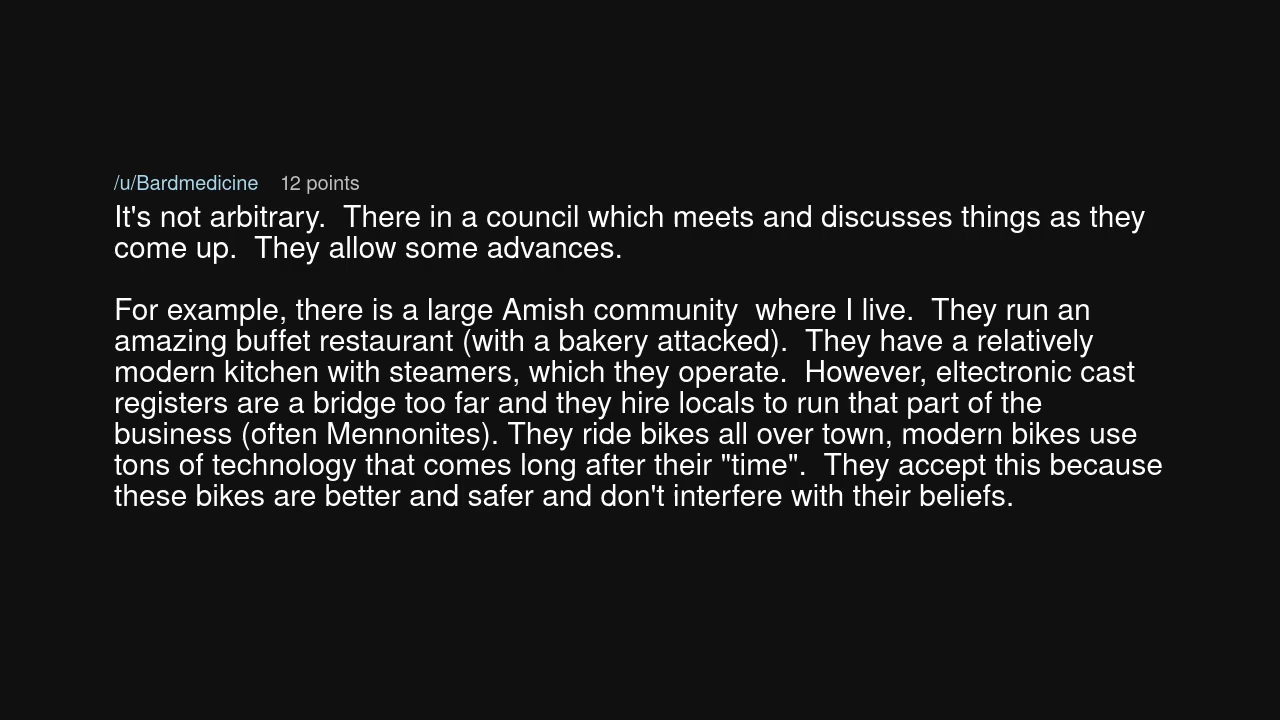 /u/Bardmedicine 12 points
It's not arbitrary.  There in a council which meets and discusses things as they
come up.  They allow some advances.
For example, there is a large Amish community  where I live.  They run an
amazing buffet restaurant (with a bakery attacked).  They have a relatively
modern kitchen with steamers, which they operate.  However, eltectronic cast
registers are a bridge too far and they hire locals to run that part of the
business (often Mennonites). They ride bikes all over town, modern bikes use
tons of technology that comes long after their "time".  They accept this because
these bikes are better and safer and don't interfere with their beliefs.